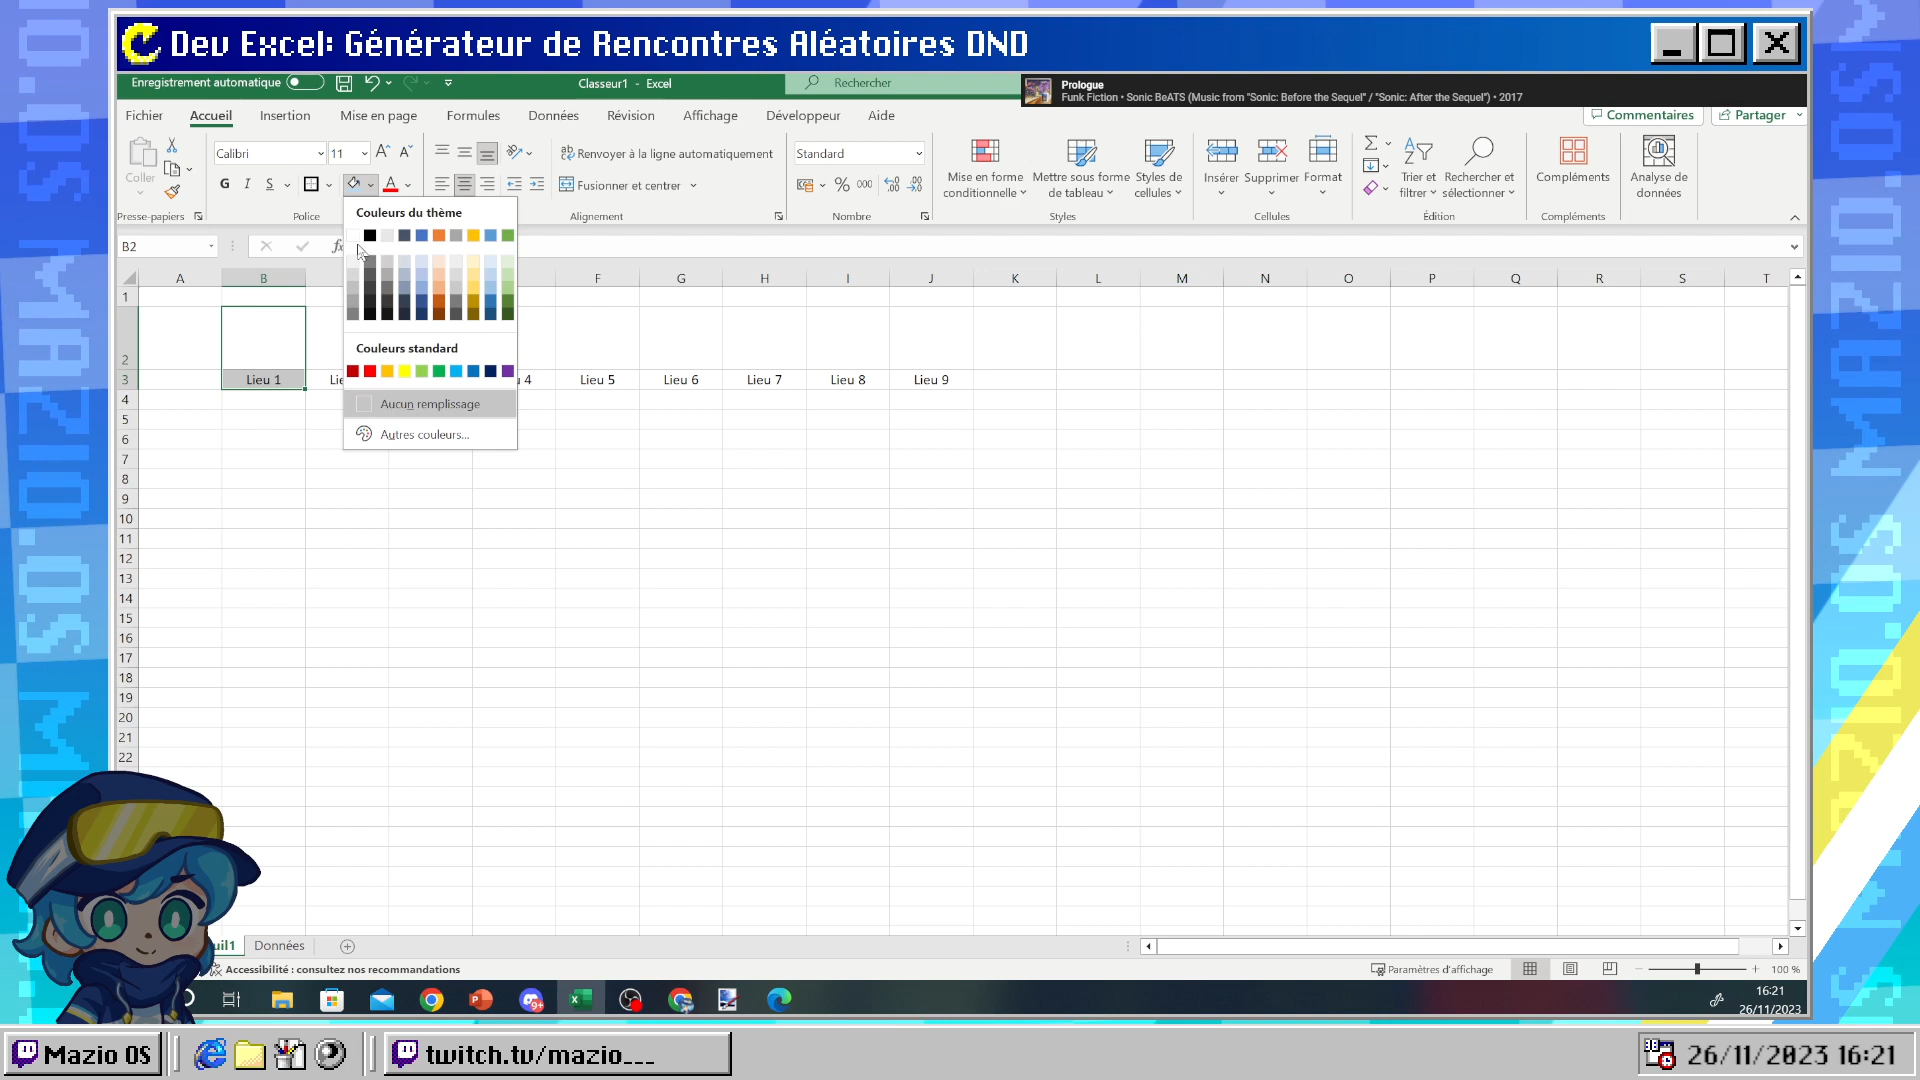 Dev Excel: Générateur de Rencontres Aléatoires DND
Enregistrement automatique
Classeur1 - Excel
Rechercher
Prologue
Funk Fiction • Sonic BeATS (Music from "Sonic: Before the Sequel" / "Sonic: After the Sequel") • 2017
Fichier Accueil Insertion Mise en page Formules Données Révision Affichage Développeur Aide
Commentaires Partager
Coller
Calibri 11
Renvoyer à la ligne automatiquement
Standard
G I S A
Fusionner et centrer
% 000
Mise en forme conditionnelle
Mettre sous forme de tableau
Styles de cellules
Insérer Supprimer Format
Trier et filtrer
Rechercher et sélectionner
Compléments
Analyse de données
Presse-papiers Police Alignement Nombre Styles Cellules Édition Compléments
Couleurs du thème
B2
fx
A B F G H I J K L M N O P Q R S T
1
2
3 Lieu 1 Lie u 4 Lieu 5 Lieu 6 Lieu 7 Lieu 8 Lieu 9
Couleurs standard
Aucun remplissage
Autres couleurs...
4
5
6
7
8
9
10
11
12
13
14
15
16
17
18
19
20
21
22
uil1 Données
Accessibilité : consultez nos recommandations
Paramètres d'affichage
100 %
16:21
26/11/2023
Mazio OS
twitch.tv/mazio___
26/11/2023 16:21